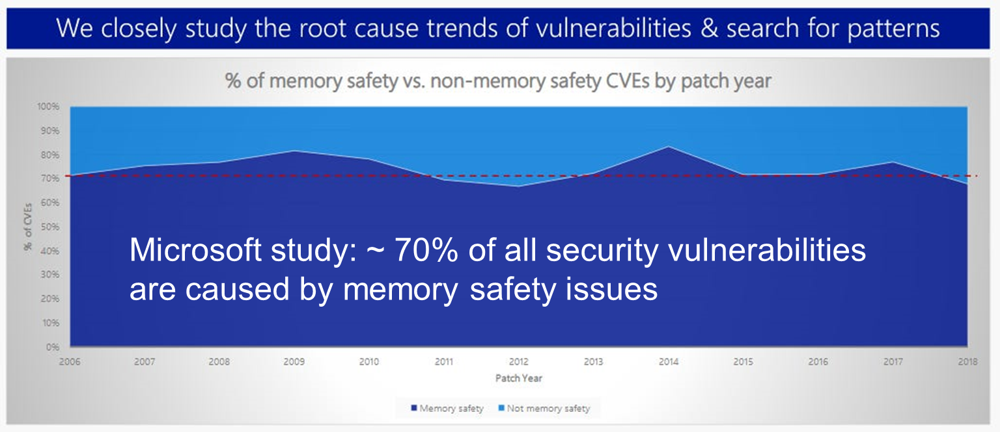 We closely study the root cause trends of vulnerabilities & search for patterns
% of memory safety vs. non-memory safety CVEs by patch year
100%
90%
80%
70%
60%
50%
40%
30%
20%
10%
0%
% of CVEs
Microsoft study: ~ 70% of all security vulnerabilities
are caused by memory safety issues
2006 2007 2008 2009 2010 2011 2012 2013 2014 2015 2016 2017 2018
Patch Year
Memory safety Not memory safety